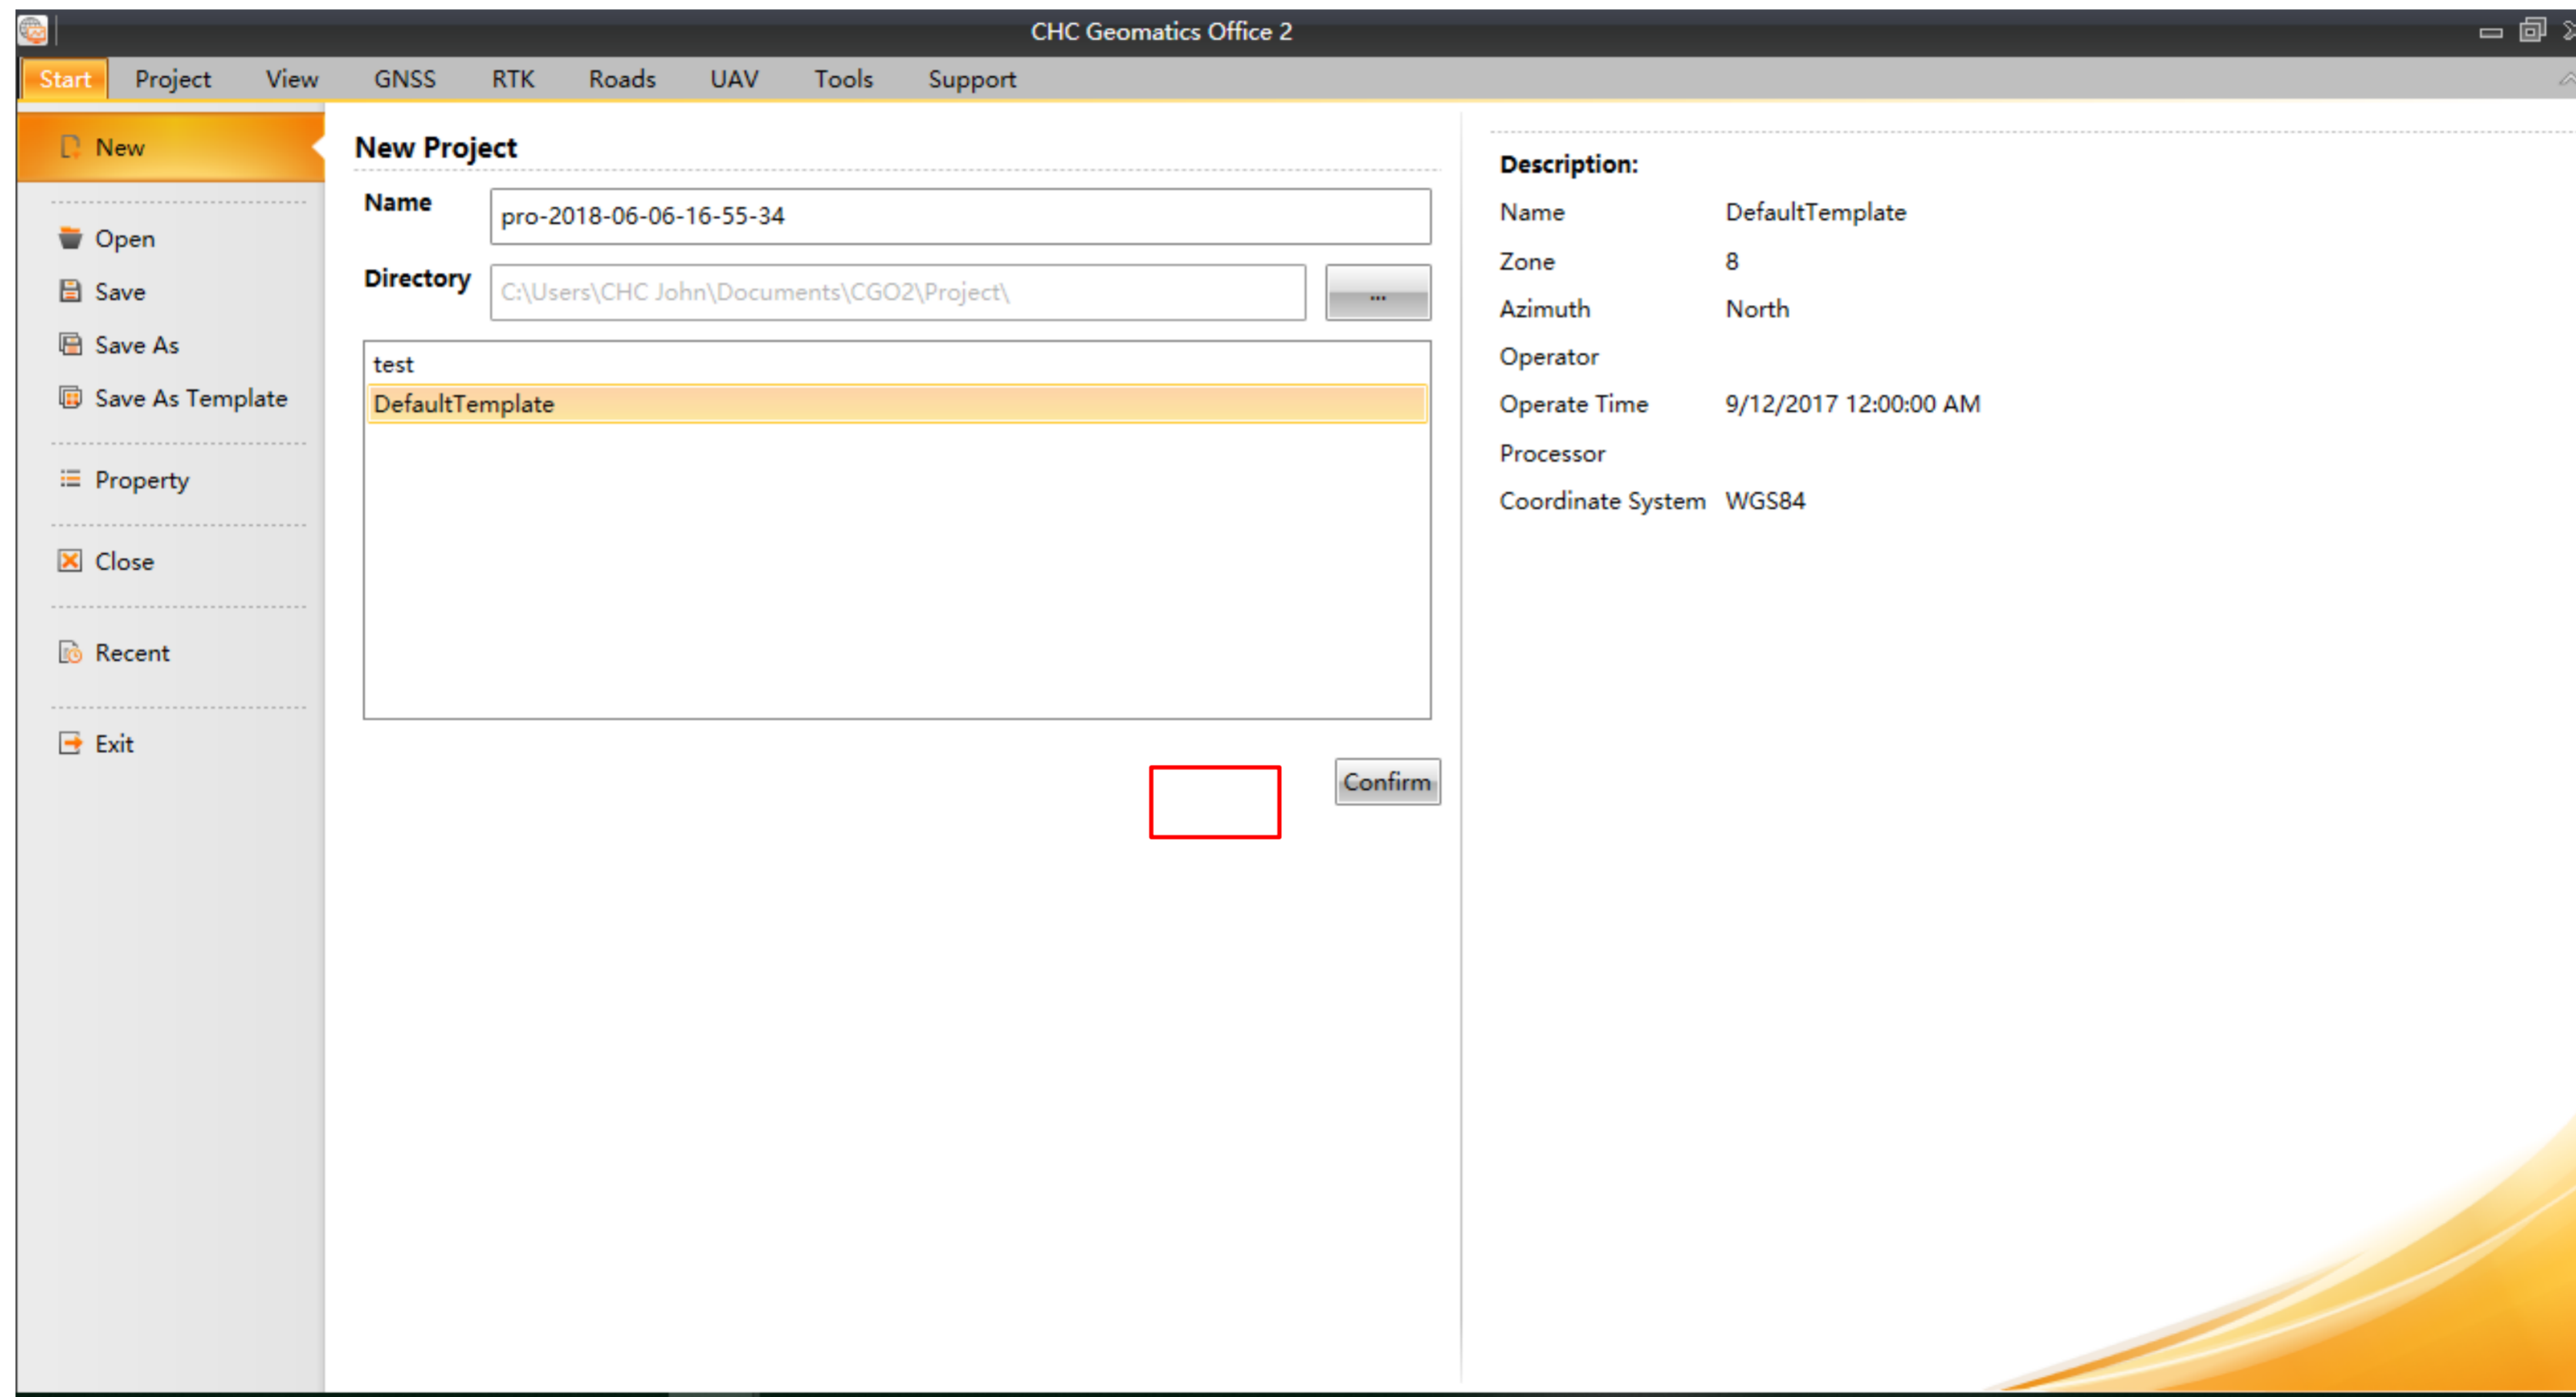 CHC Geomatics Office 2
Start Project View GNSS RTK Roads UAV Tools Support
New
Open
Save
Save As
Save As Template
Property
Close
Recent
Exit
New Project
Name pro-2018-06-06-16-55-34
Directory C:\Users\CHC John\Documents\CGO2\Project\ ...
test
DefaultTemplate
Confirm
Description:
Name DefaultTemplate
Zone 8
Azimuth North
Operator
Operate Time 9/12/2017 12:00:00 AM
Processor
Coordinate System WGS84